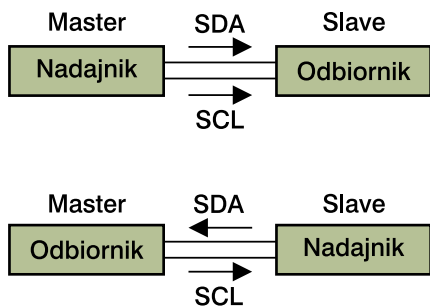 Master SDA Slave
Nadajnik Odbiornik
SCL
Master SDA Slave
Odbiornik Nadajnik
SCL